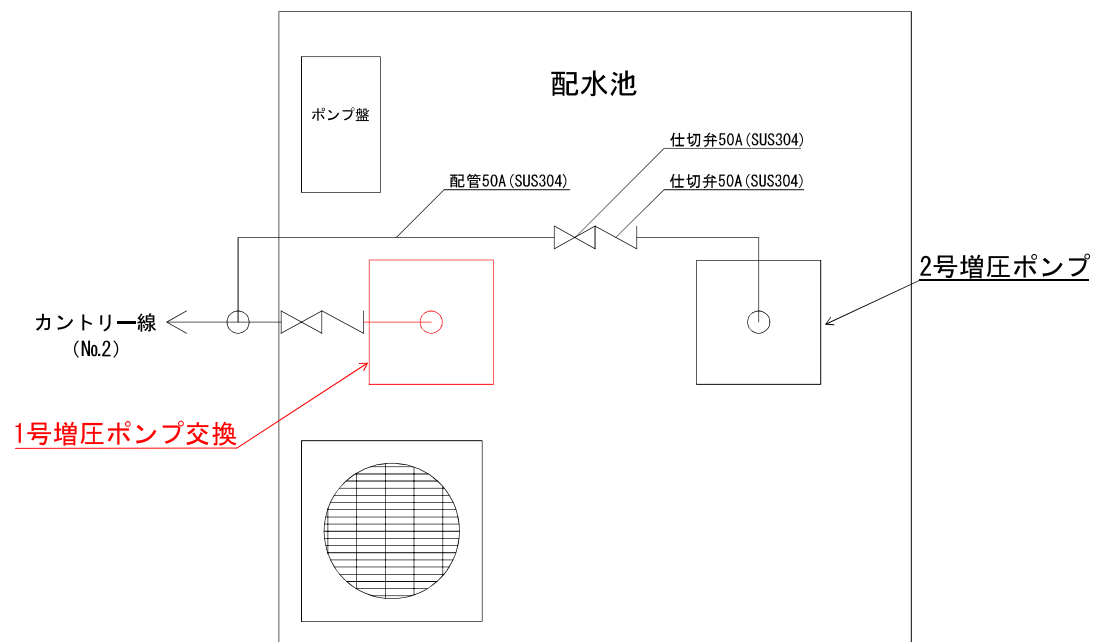 配水池
ポンプ盤
仕切弁50A(SUS304)
配管50A(SUS304)
仕切弁50A(SUS304)
2号増圧ポンプ
カントリー線
(No.2)
1号増圧ポンプ交換